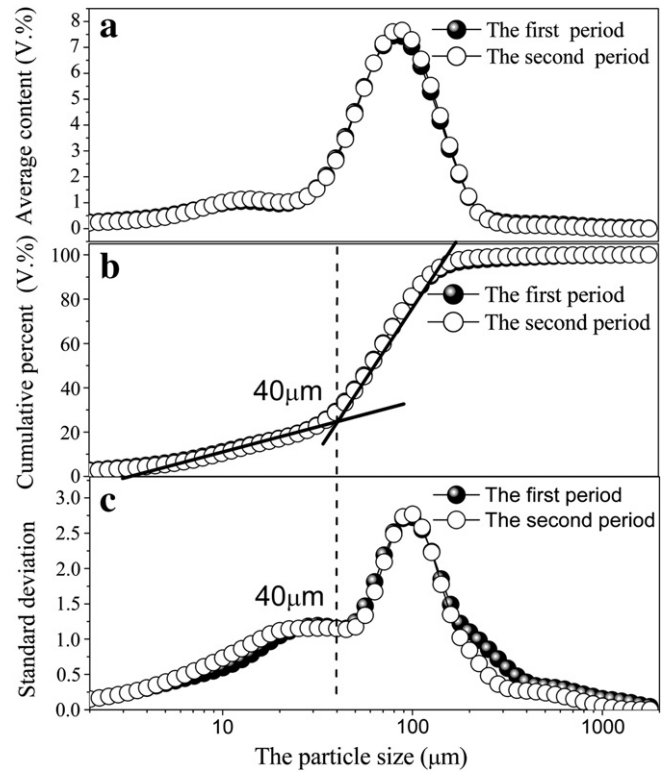 a
The first period
The second period
Average content (V.%)
8
7
6
5
4
3
2
1
0
b
The first period
The second period
Cumulative percent (V.%)
100
80
60
40
20
0
40μm
c
The first period
The second period
Standard deviation
3.0
2.5
2.0
1.5
1.0
0.5
0.0
40μm
10
100
1000
The particle size (μm)